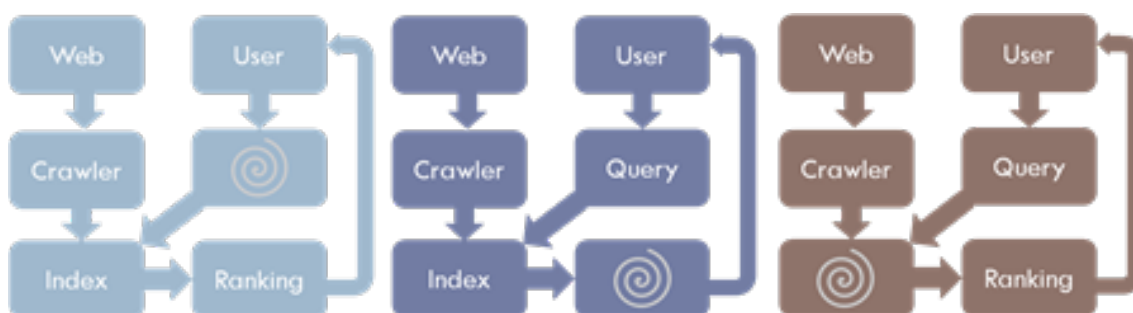 Web User
Crawler
Index Ranking
Web User
Crawler Query
Index
Web User
Crawler Query
Ranking